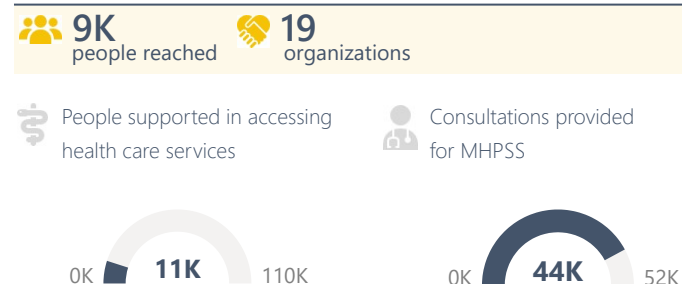 9K
people reached
19
organizations
People supported in accessing
health care services
Consultations provided
for MHPSS
0K
11K
110K
0K
44K
52K